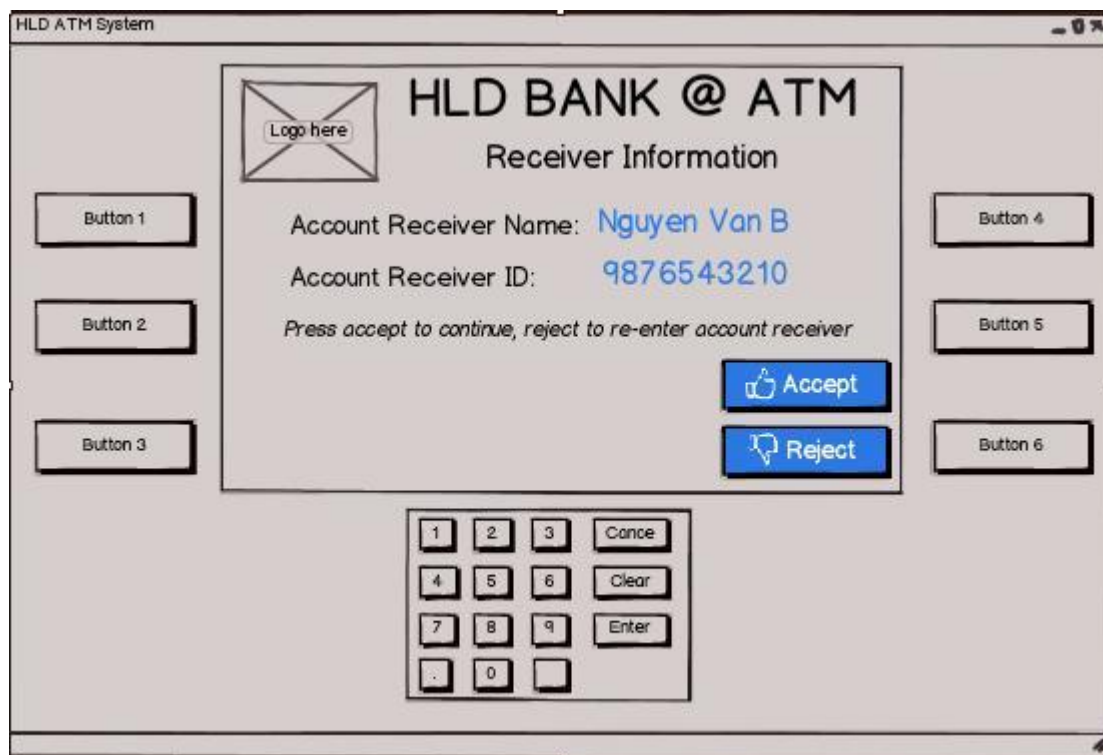 HLD ATM System
HLD BANK @ ATM
Logo here
Receiver Information
Button 1
Account Receiver Name: Nguyen Van B
Button 4
Account Receiver ID: 9876543210
Button 2
Press accept to continue, reject to re-enter account receiver
Button 5
Accept
Button 3
Reject
Button 6
1 2 3 Cance
4 5 6 Clear
7 8 9 Enter
. 0